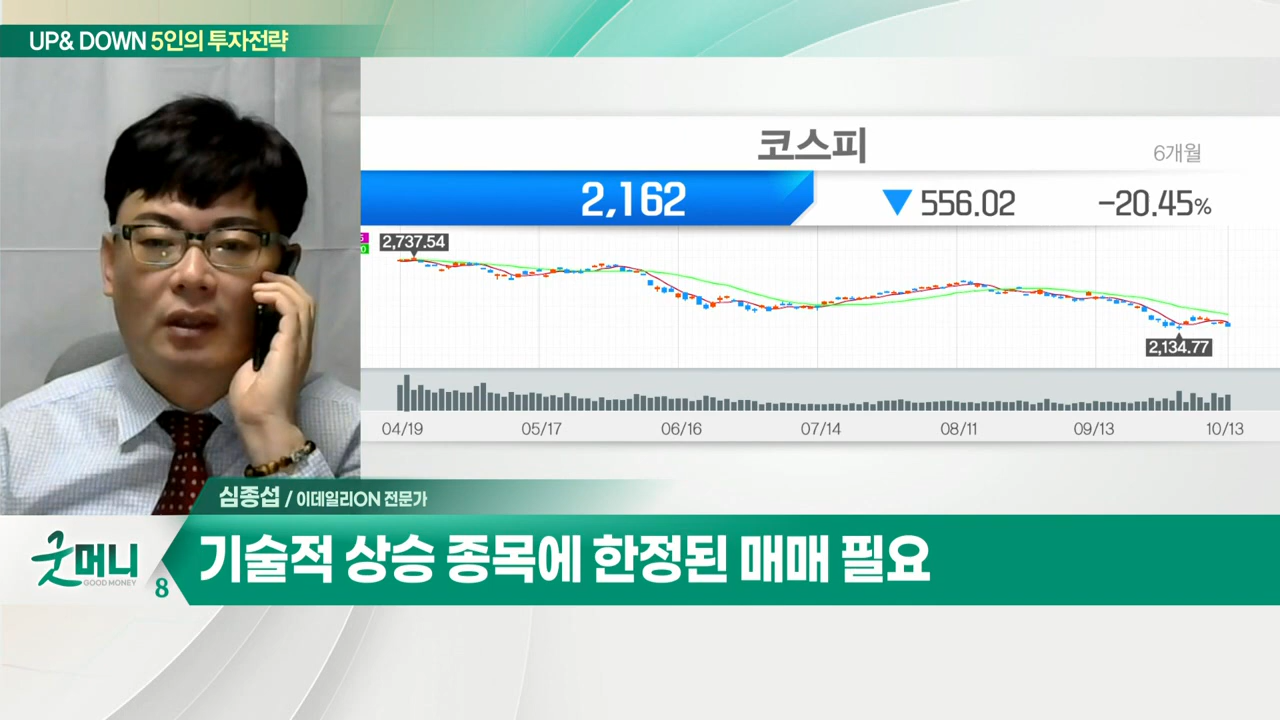 UP& DOWN 5인의 투자전략
코스피
6개월
2,162 ▼ 556.02 -20.45%
2,737.54
2,134.77
04/19 05/17 06/16 07/14 08/11 09/13 10/13
심종섭 / 이데일리ON 전문가
굿머니
GOOD MONEY
8
기술적 상승 종목에 한정된 매매 필요